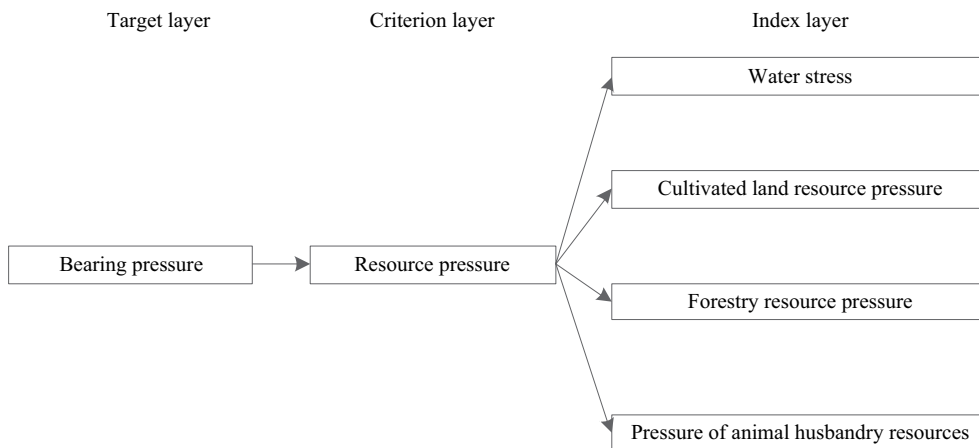 Target layer
Criterion layer
Index layer
Water stress
Cultivated land resource pressure
Bearing pressure
Resource pressure
Forestry resource pressure
Pressure of animal husbandry resources